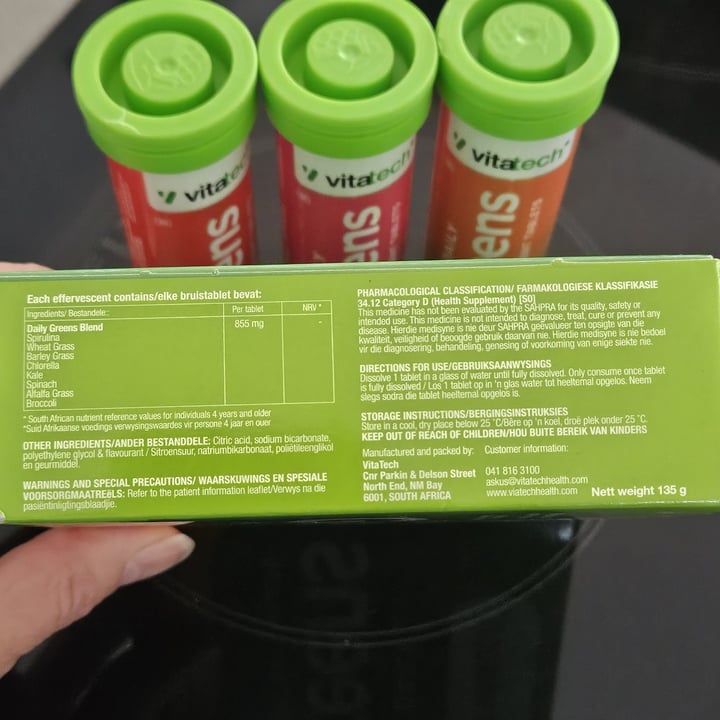 vitatech
vitatech
vitatech
ens
ens
ens
TABLETS
Each effervescent contains/elke bruistablet bevat:
Ingredients/ Bestandele:: Per tablet NRV *
Daily Greens Blend 855 mg -
Spirulina
Wheat Grass
Barley Grass
Chlorella
Kale
Spinach
Alfalfa Grass
Broccoli
* South African nutrient reference values for individuals 4 years and older
*Suid Afrikaanse voedings verwysingswaardes vir persone 4 jaar en ouer
OTHER INGREDIENTS/ANDER BESTANDELE: Citric acid, sodium bicarbonate,
polyethylene glycol & flavourant / Sitroensuur, natriumbikarbonaat, poliëtileenglikol
en geurmiddel.
WARNINGS AND SPECIAL PRECAUTIONS/ WAARSKUWINGS EN SPESIALE
VOORSORGMAATREëLS: Refer to the patient information leaflet/Verwys na die
pasiëntinligtingsblaadjie.
PHARMACOLOGICAL CLASSIFICATION/ FARMAKOLOGIESE KLASSIFIKASIE
34.12 Category D (Health Supplement) [S0]
This medicine has not been evaluated by the SAHPRA for its quality, safety or
intended use. This medicine is not intended to diagnose, treat, cure or prevent any
disease. Hierdie medisyne is nie deur SAHPRA geëvalueer ten opsigte van die
kwaliteit, veiligheid of beoogde gebruik daarvan nie. Hierdie medisyne is nie bedoel
vir die diagnosering, behandeling, genesing of voorkoming van enige siekte nie.
DIRECTIONS FOR USE/GEBRUIKSAANWYSINGS
Dissolve 1 tablet in a glass of water until fully dissolved. Only consume once tablet
is fully dissolved / Los 1 tablet op in 'n glas water tot heeltemal opgelos. Neem
slegs sodra die tablet heeltemal opgelos is.
STORAGE INSTRUCTIONS/BERGINGSINSTRUKSIES
Store in a cool, dry place below 25 °C/Bêre op 'n koel, droë plek onder 25 °C.
KEEP OUT OF REACH OF CHILDREN/HOU BUITE BEREIK VAN KINDERS
Manufactured and packed by: Customer information:
VitaTech
Cnr Parkin & Delson Street 041 816 3100
North End, NM Bay askus@vitatechhealth.com
6001, SOUTH AFRICA www.viatechhealth.com Nett weight 135 g